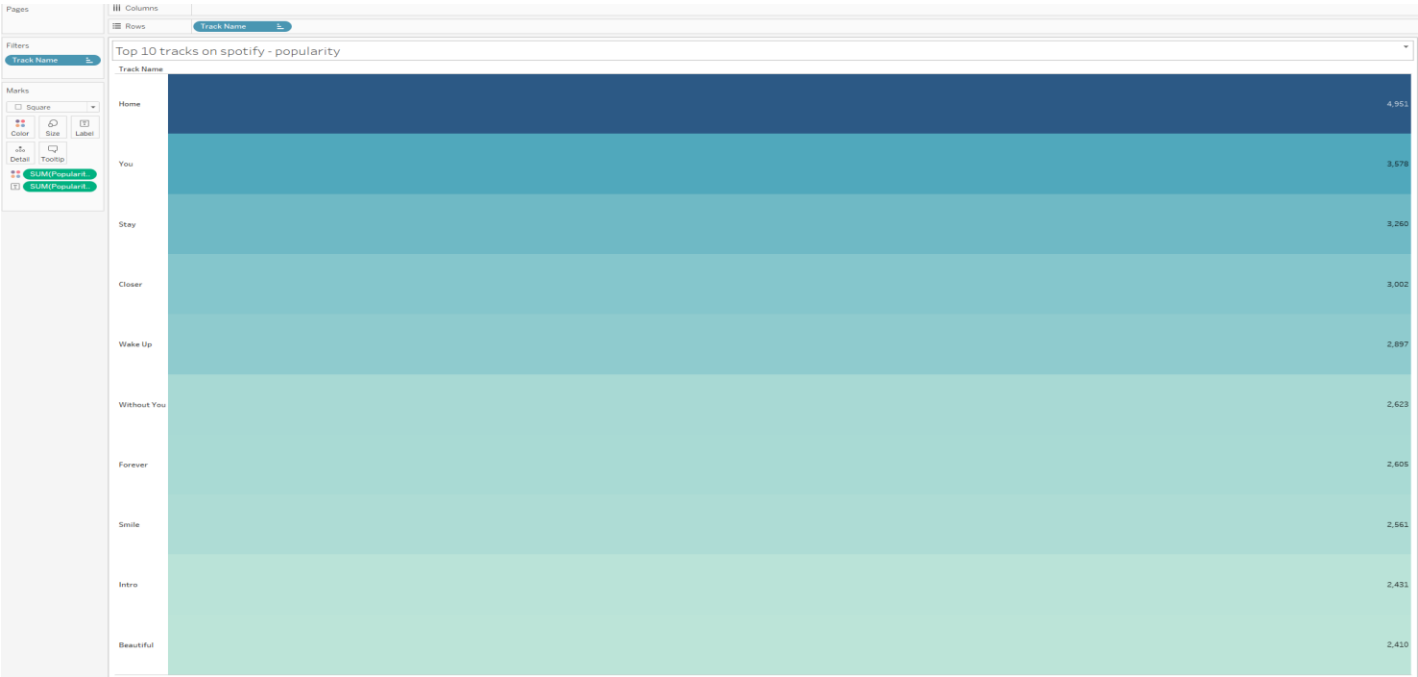 Pages
Columns
Rows
Track Name
Filters
Track Name
Marks
Square
Color
Size
Label
Detail
Tooltip
SUM(Popularit..
SUM(Popularit..
Top 10 tracks on spotify - popularity
Track Name
Home 4,951
You 3,678
Stay 3,260
Closer 3,002
Wake Up 2,897
Without You 2,623
Forever 2,605
Smile 2,561
Intro 2,431
Beautiful 2,410